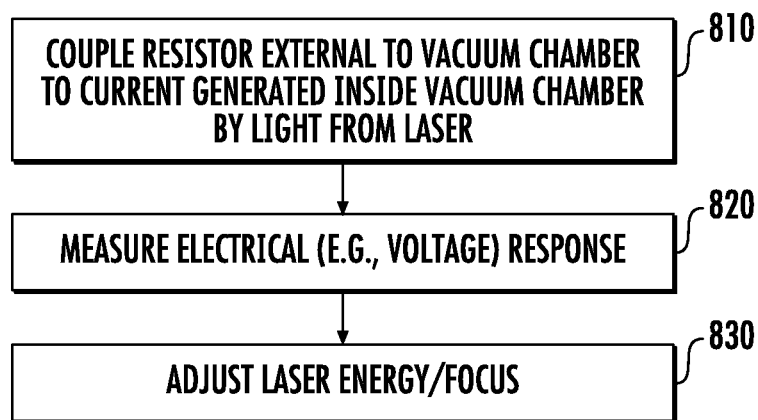 COUPLE RESISTOR EXTERNAL TO VACUUM CHAMBER
TO CURRENT GENERATED INSIDE VACUUM CHAMBER
BY LIGHT FROM LASER
810
MEASURE ELECTRICAL (E.G., VOLTAGE) RESPONSE
820
ADJUST LASER ENERGY/FOCUS
830